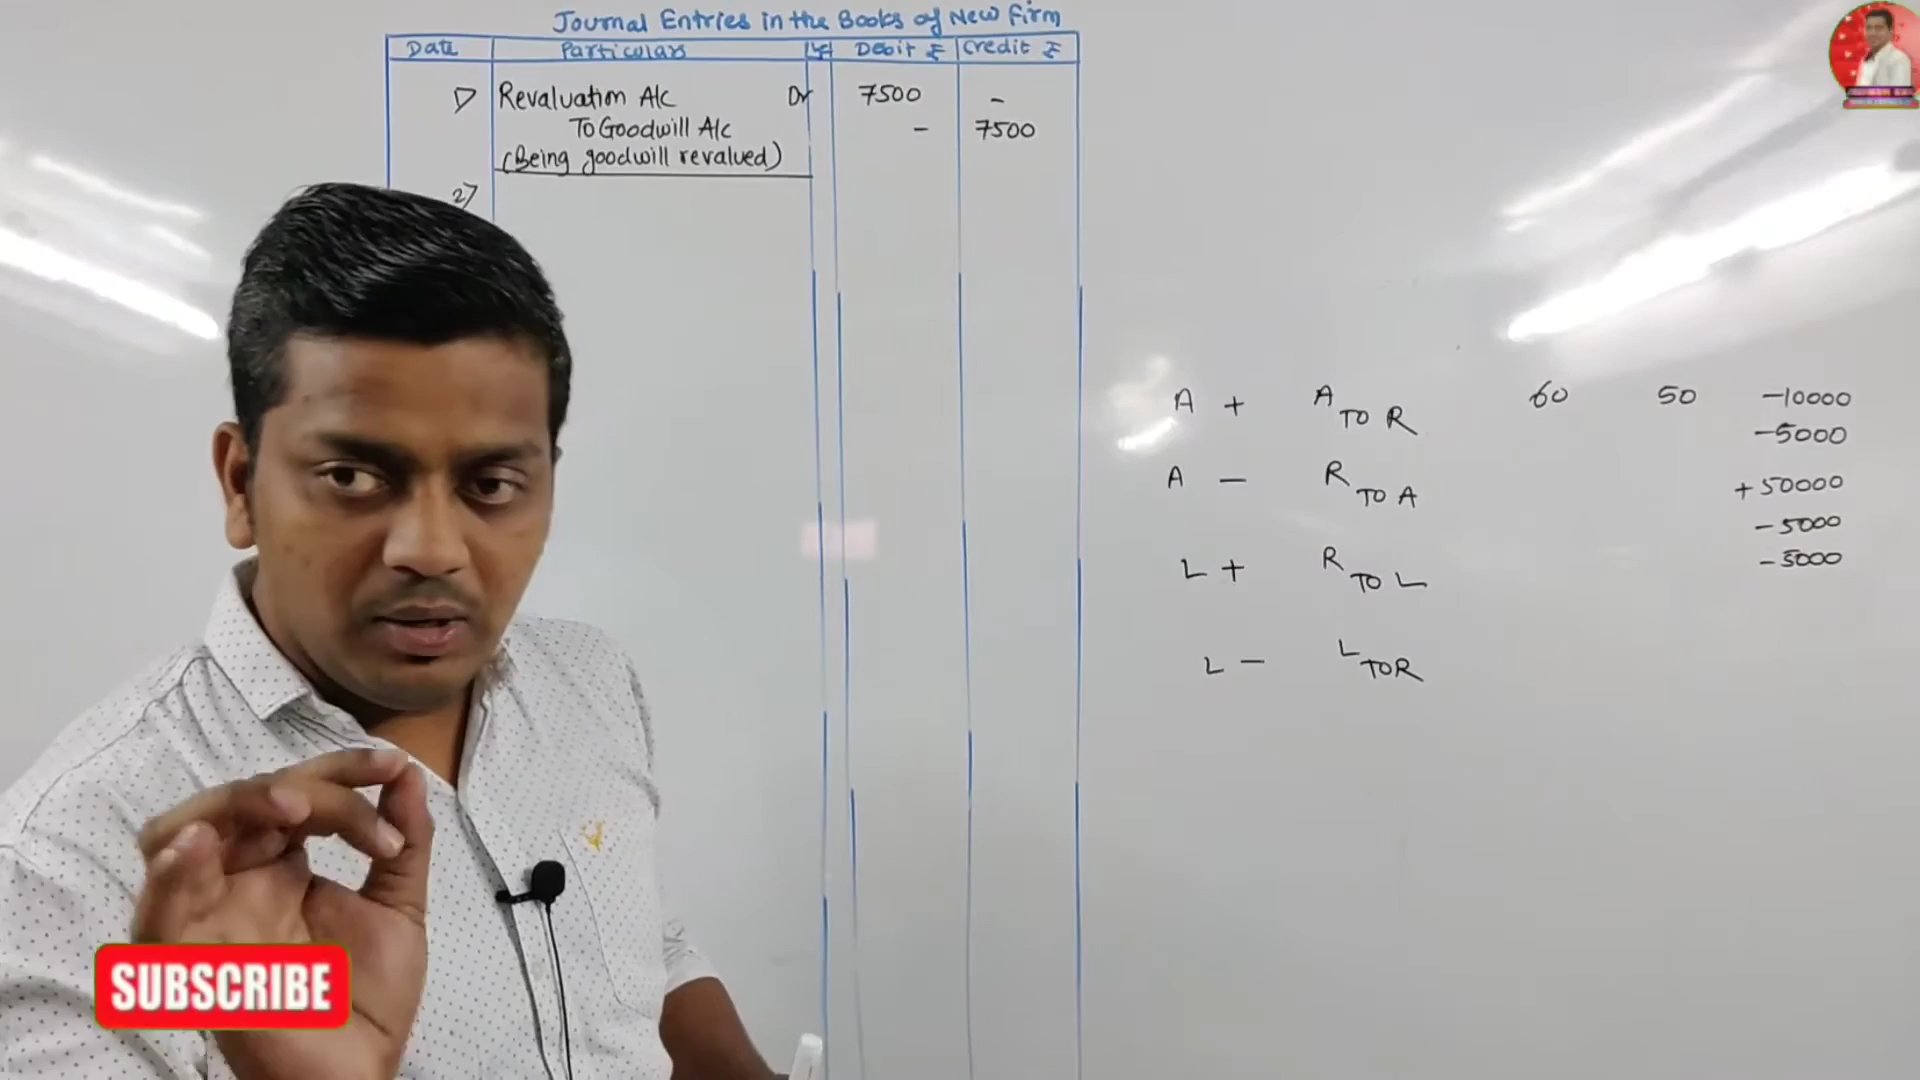 Journal Entries in the Books of New Firm
Date Particulars LF Debit ₹ Credit ₹
1) Revaluation A/c Dr 7500 -
To Goodwill A/c - 7500
(Being goodwill revalued)
2)
A + A TO R 60 50 -10000
-5000
A - R TO A +50000
-5000
L + R TO L -5000
L - L TO R
SUBSCRIBE